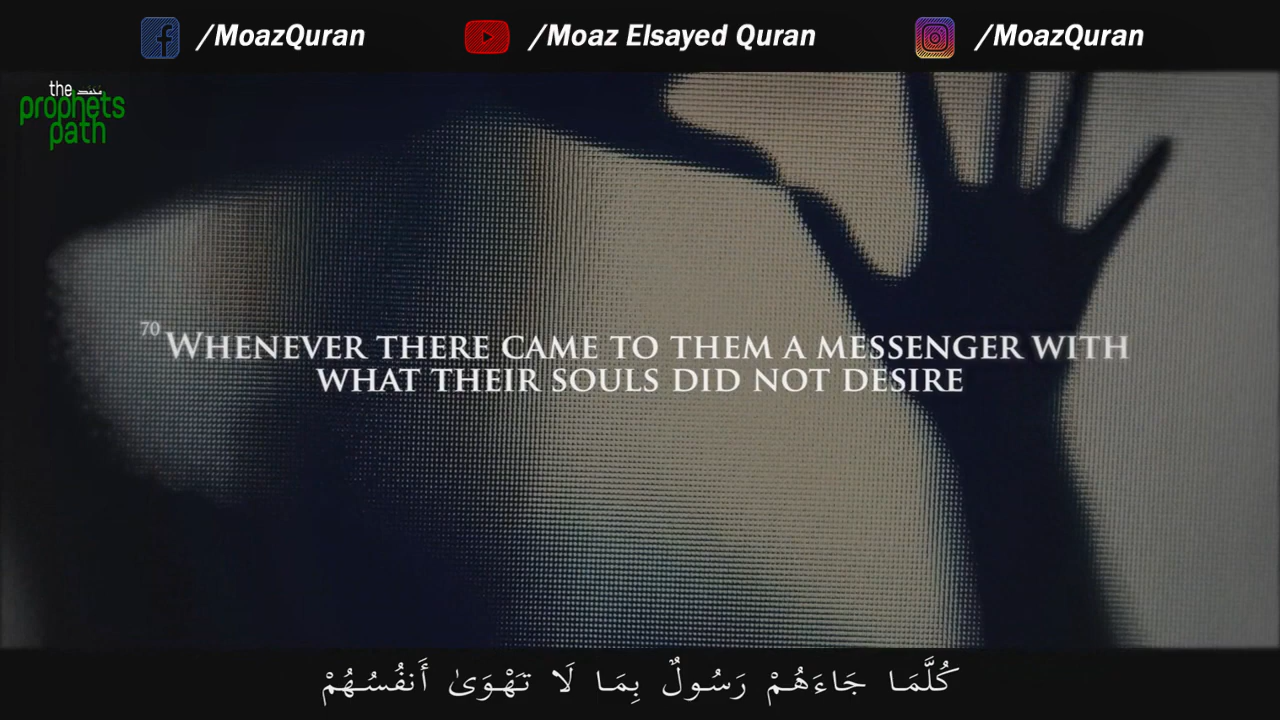 /MoazQuran
/Moaz Elsayed Quran
/MoazQuran
the محمد
prophets
path
70 WHENEVER THERE CAME TO THEM A MESSENGER WITH
WHAT THEIR SOULS DID NOT DESIRE
كُلَّمَا جَاءَهُمْ رَسُولٌ بِمَا لَا تَهْوَىٰ أَنفُسُهُمْ